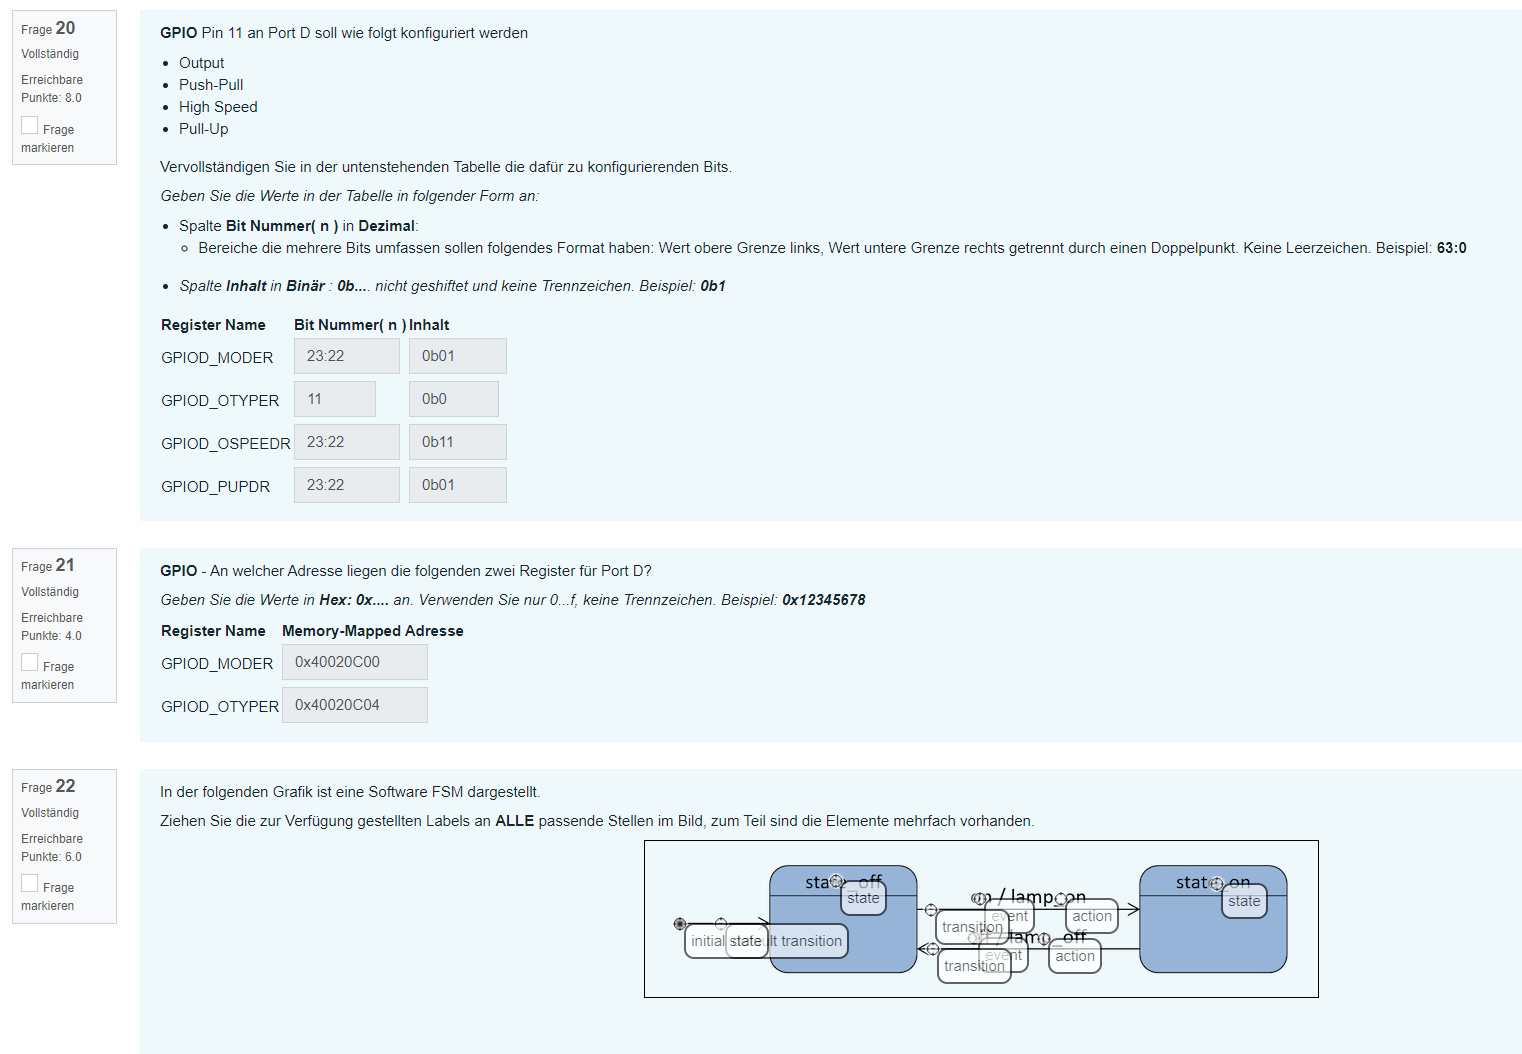 Frage 20
Vollständig
Erreichbare
Punkte: 8.0
Frage
markieren
GPIO Pin 11 an Port D soll wie folgt konfiguriert werden
Output
Push-Pull
High Speed
Pull-Up
Vervollständigen Sie in der untenstehenden Tabelle die dafür zu konfigurierenden Bits.
Geben Sie die Werte in der Tabelle in folgender Form an:
Spalte Bit Nummer( n ) in Dezimal:
Bereiche die mehrere Bits umfassen sollen folgendes Format haben: Wert obere Grenze links, Wert untere Grenze rechts getrennt durch einen Doppelpunkt. Keine Leerzeichen. Beispiel: 63:0
Spalte Inhalt in Binär : 0b.... nicht geshiftet und keine Trennzeichen. Beispiel: 0b1
Register Name Bit Nummer( n ) Inhalt
GPIOD_MODER 23:22 0b01
GPIOD_OTYPER 11 0b0
GPIOD_OSPEEDR 23:22 0b11
GPIOD_PUPDR 23:22 0b01
Frage 21
Vollständig
Erreichbare
Punkte: 4.0
Frage
markieren
GPIO - An welcher Adresse liegen die folgenden zwei Register für Port D?
Geben Sie die Werte in Hex: 0x.... an. Verwenden Sie nur 0...f, keine Trennzeichen. Beispiel: 0x12345678
Register Name Memory-Mapped Adresse
GPIOD_MODER 0x40020C00
GPIOD_OTYPER 0x40020C04
Frage 22
Vollständig
Erreichbare
Punkte: 6.0
Frage
markieren
In der folgenden Grafik ist eine Software FSM dargestellt.
Ziehen Sie die zur Verfügung gestellten Labels an ALLE passende Stellen im Bild, zum Teil sind die Elemente mehrfach vorhanden.
state_off
state
on / lamp_on
state_on
state
event
action
transition
initial state
lt transition
off / lamp_off
event
action
transition